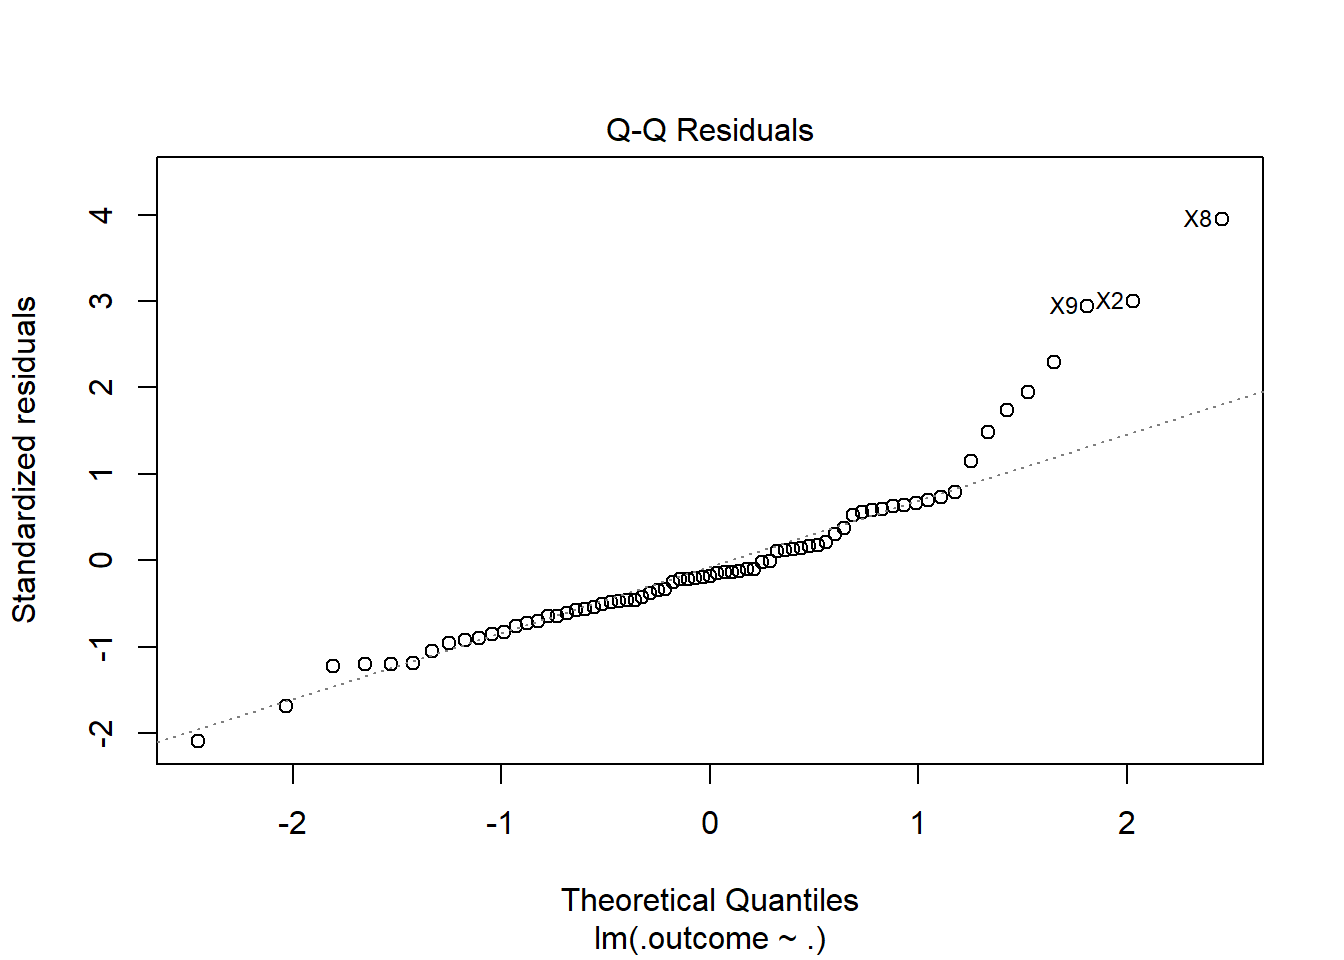 Q-Q Residuals
Standardized residuals
4
3
2
1
0
-1
-2
X8
X9
X2
-2
-1
0
1
2
Theoretical Quantiles
lm(.outcome ~ .)